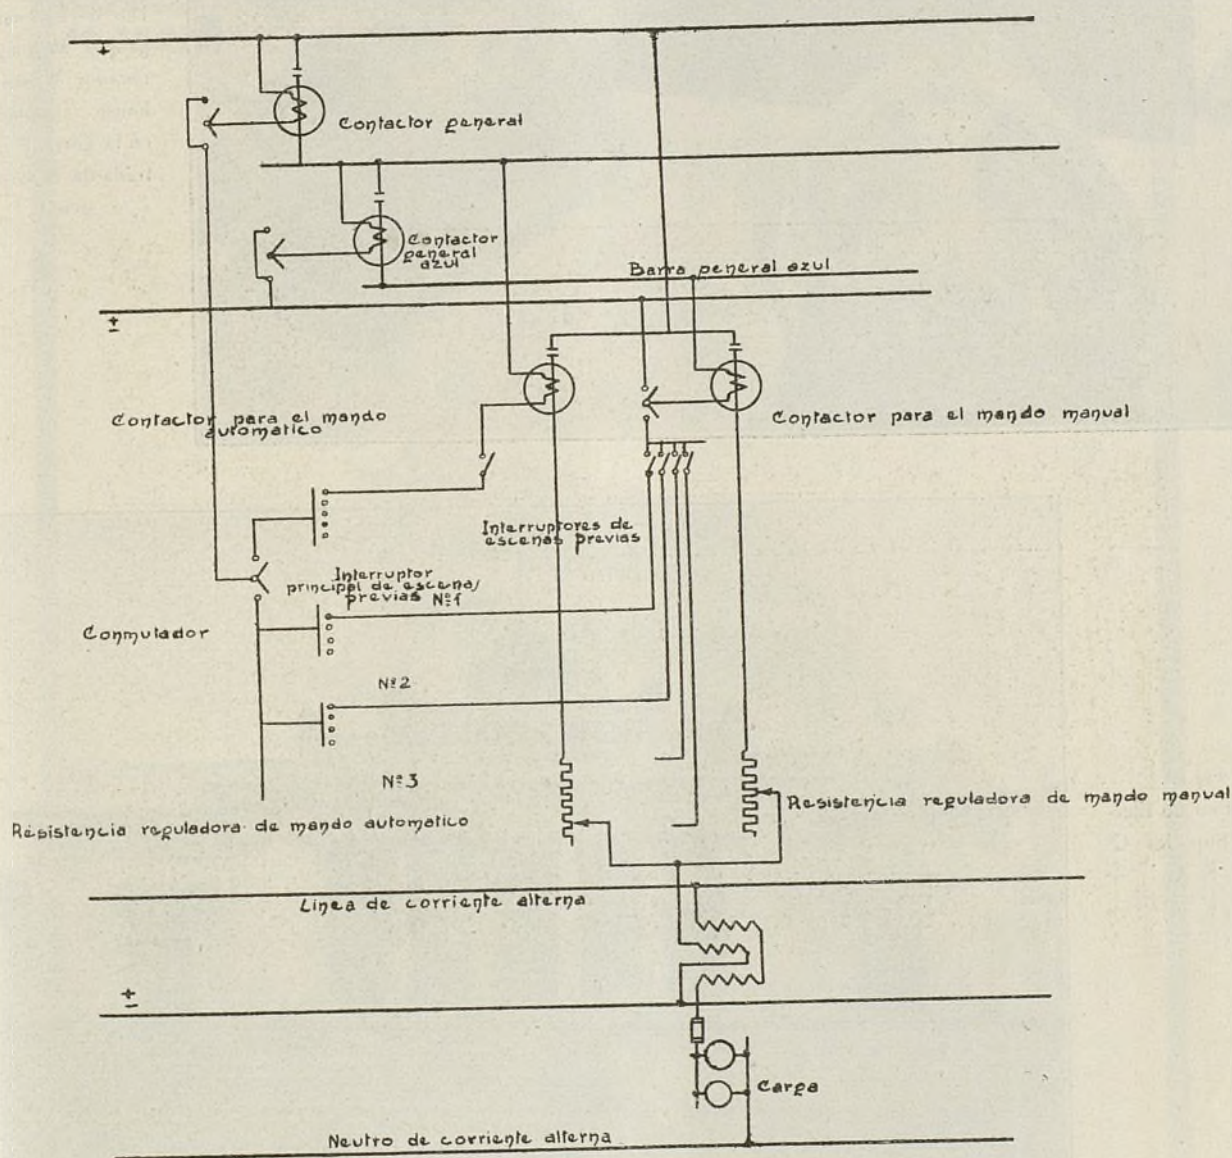 +
Contactor general
Contactor
general
azul
Barra general azul
±
Contactor para el mando
automatico
Contactor para el mando manual
Interruptores de
escenas previas
Interruptor
principal de escenas
previas Nº1
Conmutador
Nº2
Nº3
Resistencia reguladora de mando manual
Resistencia reguladora de mando automatico
Linea de corriente alterna
±
Carga
Neutro de corriente alterna